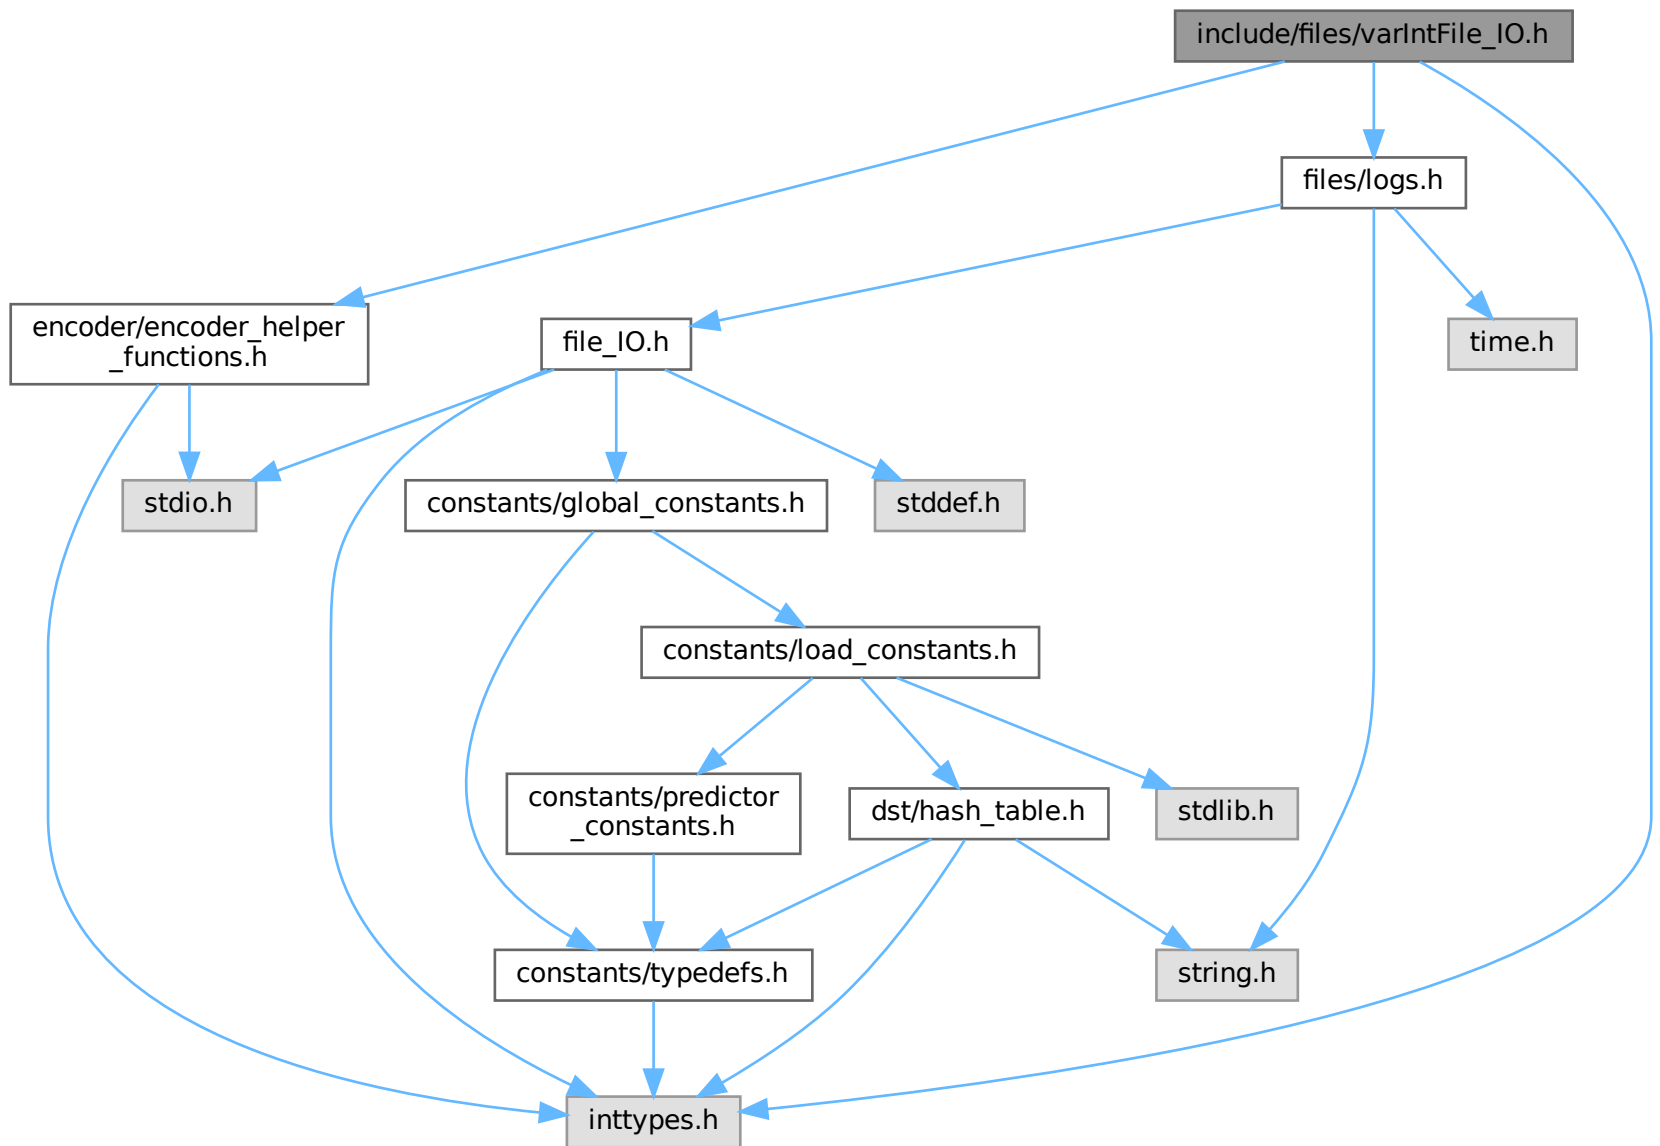 include/files/varIntFile_IO.h
files/logs.h
encoder/encoder_helper
_functions.h
file_IO.h
time.h
stdio.h
constants/global_constants.h
stddef.h
constants/load_constants.h
constants/predictor
_constants.h
dst/hash_table.h
stdlib.h
constants/typedefs.h
string.h
inttypes.h